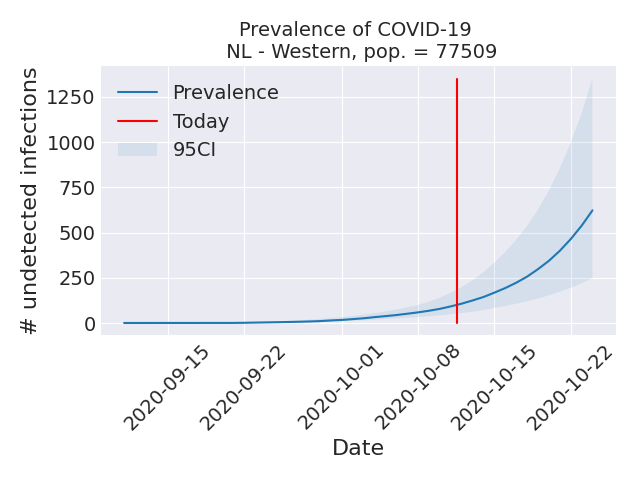 Prevalence of COVID-19
NL - Western, pop. = 77509
Prevalence
Today
95CI
# undetected infections
1250
1000
750
500
250
0
2020-09-15
2020-09-22
2020-10-01
2020-10-08
2020-10-15
2020-10-22
Date